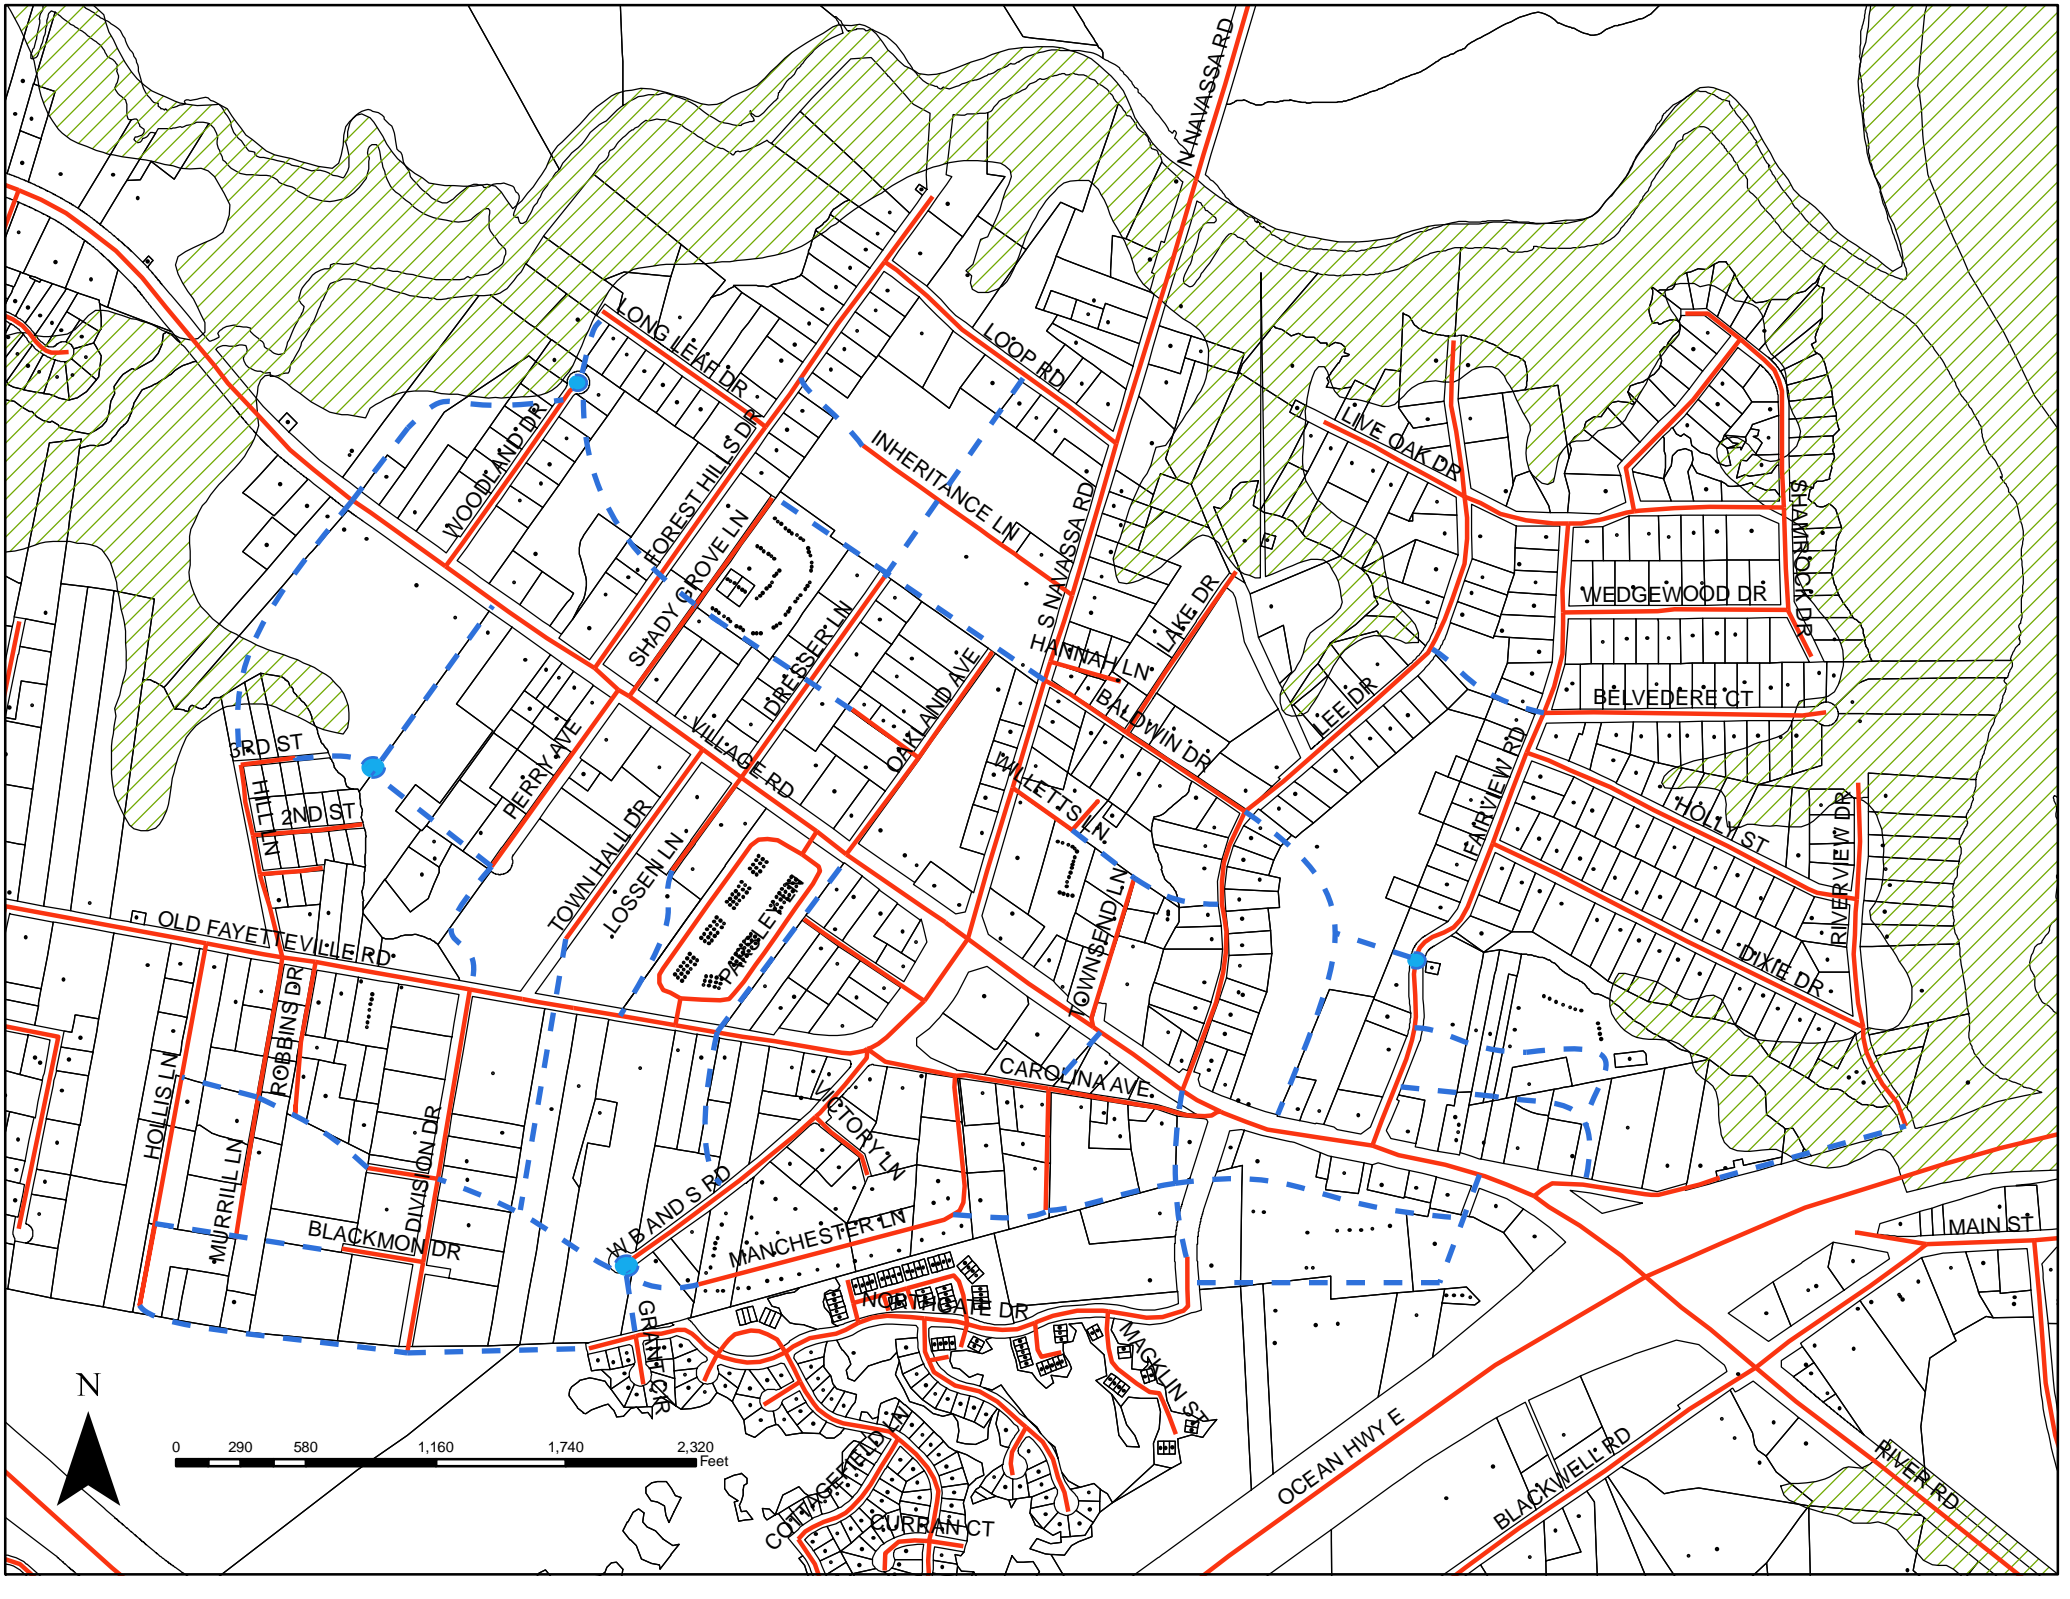 N NAVASSA RD
LONG LEAF DR
LOOP RD
WOODLAND DR
FOREST HILLS DR
INHERITANCE LN
LIVE OAK DR
S NAVASSA RD
SHAMROCK DR
SHADY GROVE LN
WEDGEWOOD DR
LAKE DR
HANNAH LN
DRESSER LN
OAKLAND AVE
BELVEDERE CT
BALDWIN DR
LEE DR
3RD ST
VILLAGE RD
PERRY AVE
FAIRVIEW RD
WILLETTS LN
HILL LN
2ND ST
TOWN HALL DR
HOLLY ST
RIVERVIEW DR
LOSSEN LN
PAISLEY LN
TOWNSEND LN
OLD FAYETTEVILLE RD
DIXIE DR
ROBBINS DR
HOLLIS LN
CAROLINA AVE
VICTORY LN
DIVISION DR
MURRILL LN
W B AND S RD
BLACKMON DR
MANCHESTER LN
MAIN ST
NORTHGATE DR
GRANT CIR
MACKLIN ST
N
COTTAGEFIELD LN
OCEAN HWY E
BLACKWELL RD
RIVER RD
CURRAN CT
0 290 580 1,160 1,740 2,320
Feet